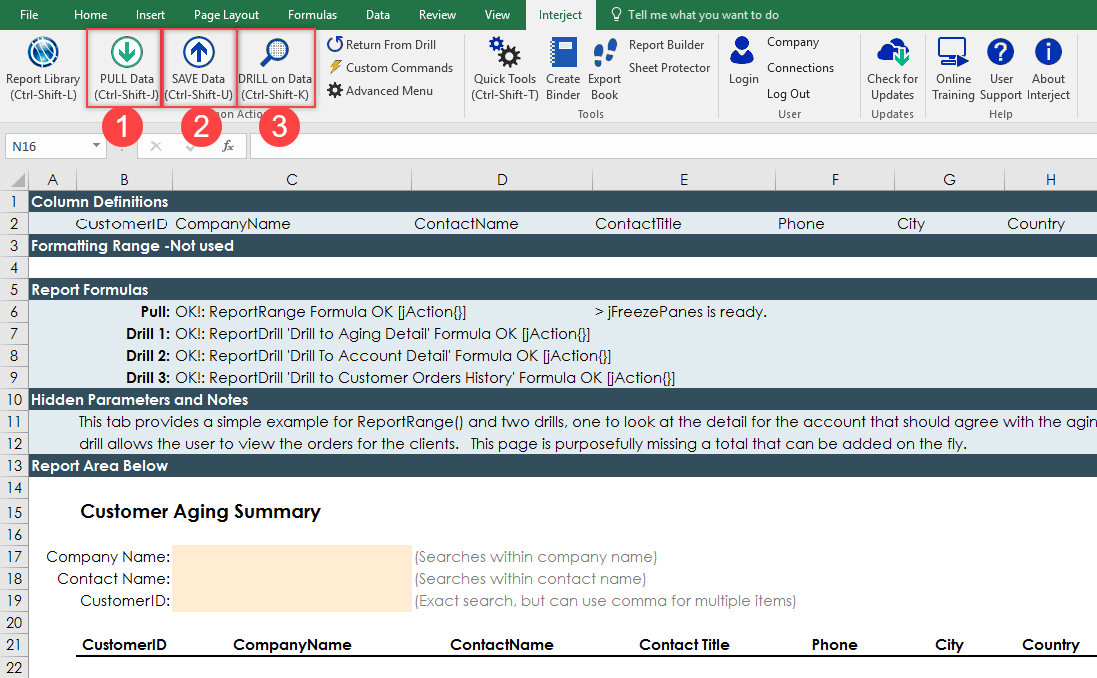 File Home Insert Page Layout Formulas Data Review View Interject Tell me what you want to do
Report Library
(Ctrl-Shift-L)
PULL Data
(Ctrl-Shift-J)
SAVE Data
(Ctrl-Shift-U)
DRILL on Data
(Ctrl-Shift-K)
Return From Drill
Custom Commands
Advanced Menu
Quick Tools
(Ctrl-Shift-T)
Create
Binder
Export
Book
Report Builder
Sheet Protector
Tools
Login
Company
Connections
Log Out
User
Check for
Updates
Updates
Online
Training
User
Support
About
Interject
Help
1 2 3
N16 fx
A B C D E F G H
1 Column Definitions
2 CustomerID CompanyName ContactName ContactTitle Phone City Country
3 Formatting Range -Not used
4
5 Report Formulas
6 Pull: OK!: ReportRange Formula OK [jAction{}] > jFreezePanes is ready.
7 Drill 1: OK!: ReportDrill 'Drill to Aging Detail' Formula OK [jAction{}]
8 Drill 2: OK!: ReportDrill 'Drill To Account Detail' Formula OK [jAction{}]
9 Drill 3: OK!: ReportDrill 'Drill to Customer Orders History' Formula OK [jAction{}]
10 Hidden Parameters and Notes
11 This tab provides a simple example for ReportRange() and two drills, one to look at the detail for the account that should agree with the agin
12 drill allows the user to view the orders for the clients. This page is purposefully missing a total that can be added on the fly.
13 Report Area Below
14
15 Customer Aging Summary
16
17 Company Name: (Searches within company name)
18 Contact Name: (Searches within contact name)
19 CustomerID: (Exact search, but can use comma for multiple items)
20
21 CustomerID CompanyName ContactName Contact Title Phone City Country
22